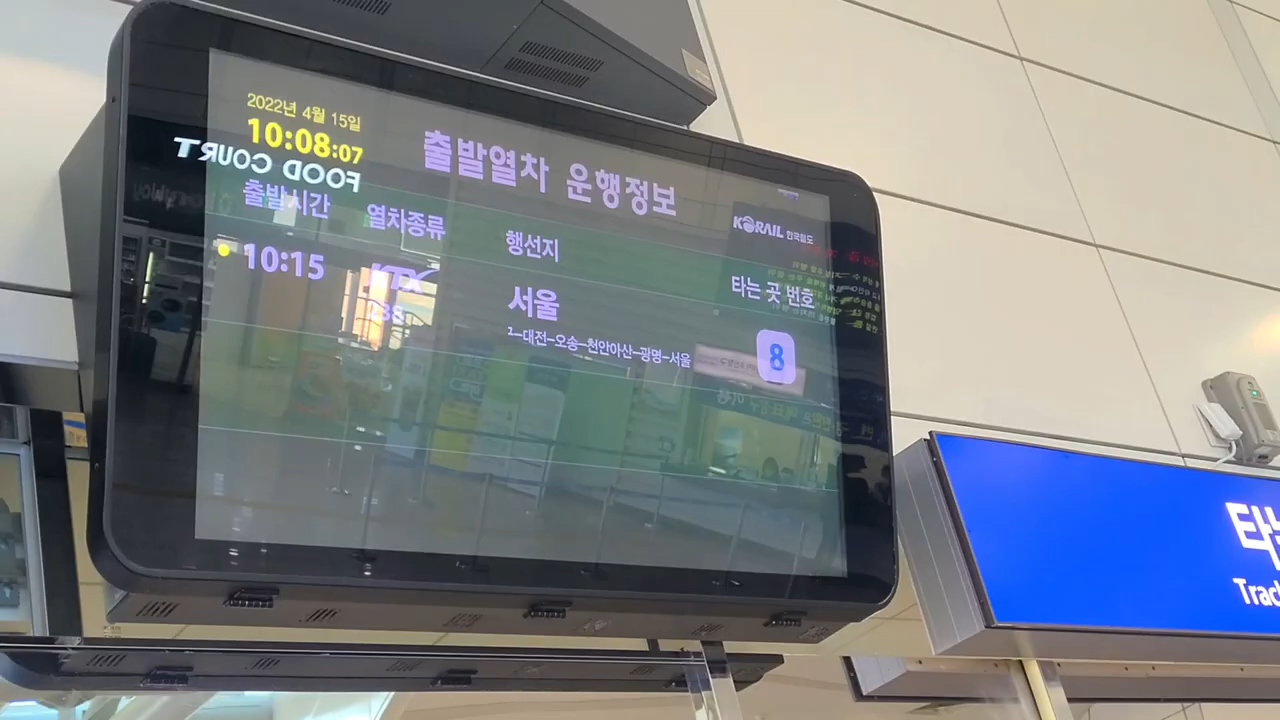 2022년 4월 15일
10:08:07
FOOD COURT
출발열차 운행정보
KORAIL 한국철도
출발시간 열차종류 행선지 타는 곳 번호
10:15 KTX 서울 8
대전-오송-천안아산-광명-서울
타는
Trac